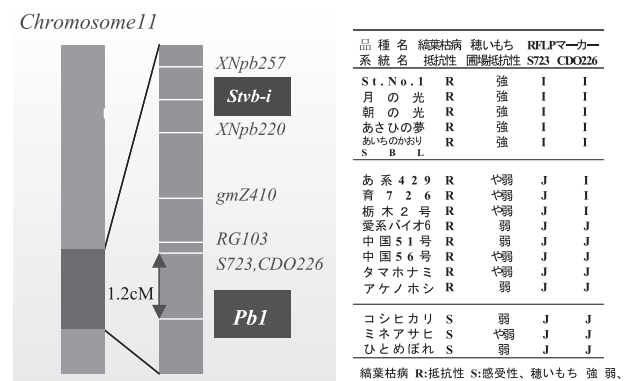 Chromosome11
XNpb257
Stvb-i
XNpb220
gmZ410
RG103
S723,CDO226
1.2cM
Pb1
品種名 縞葉枯病 穂いもち RFLPマーカー
系統名 抵抗性 圃場抵抗性 S723 CDO226
St.No.1 R 強 I I
月の光 R 強 I I
朝の光 R 強 I I
あさひの夢 R 強 I I
あいちのかおり R 強 I I
S B L
あ系429 R や弱 J I
育726 R や弱 J I
栃木2号 R や弱 J I
愛系バイオ6 R 弱 J J
中国51号 R 弱 J J
中国56号 R や弱 J J
タマホナミ R や弱 J J
アケノホシ R 弱 J J
コシヒカリ S 弱 J J
ミネアサヒ S や弱 J J
ひとめぼれ S 弱 J J
縞葉枯病 R:抵抗性 S:感受性、穂いもち 強 弱、